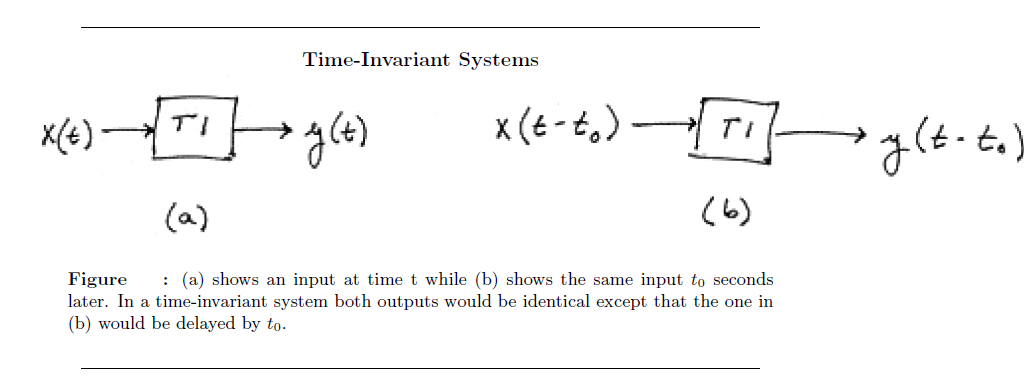 Time-Invariant Systems
x(t) → TI → y(t) x(t-t₀) → TI → y(t-t₀)
(a) (b)
Figure : (a) shows an input at time t while (b) shows the same input t₀ seconds
later. In a time-invariant system both outputs would be identical except that the one in
(b) would be delayed by t₀.